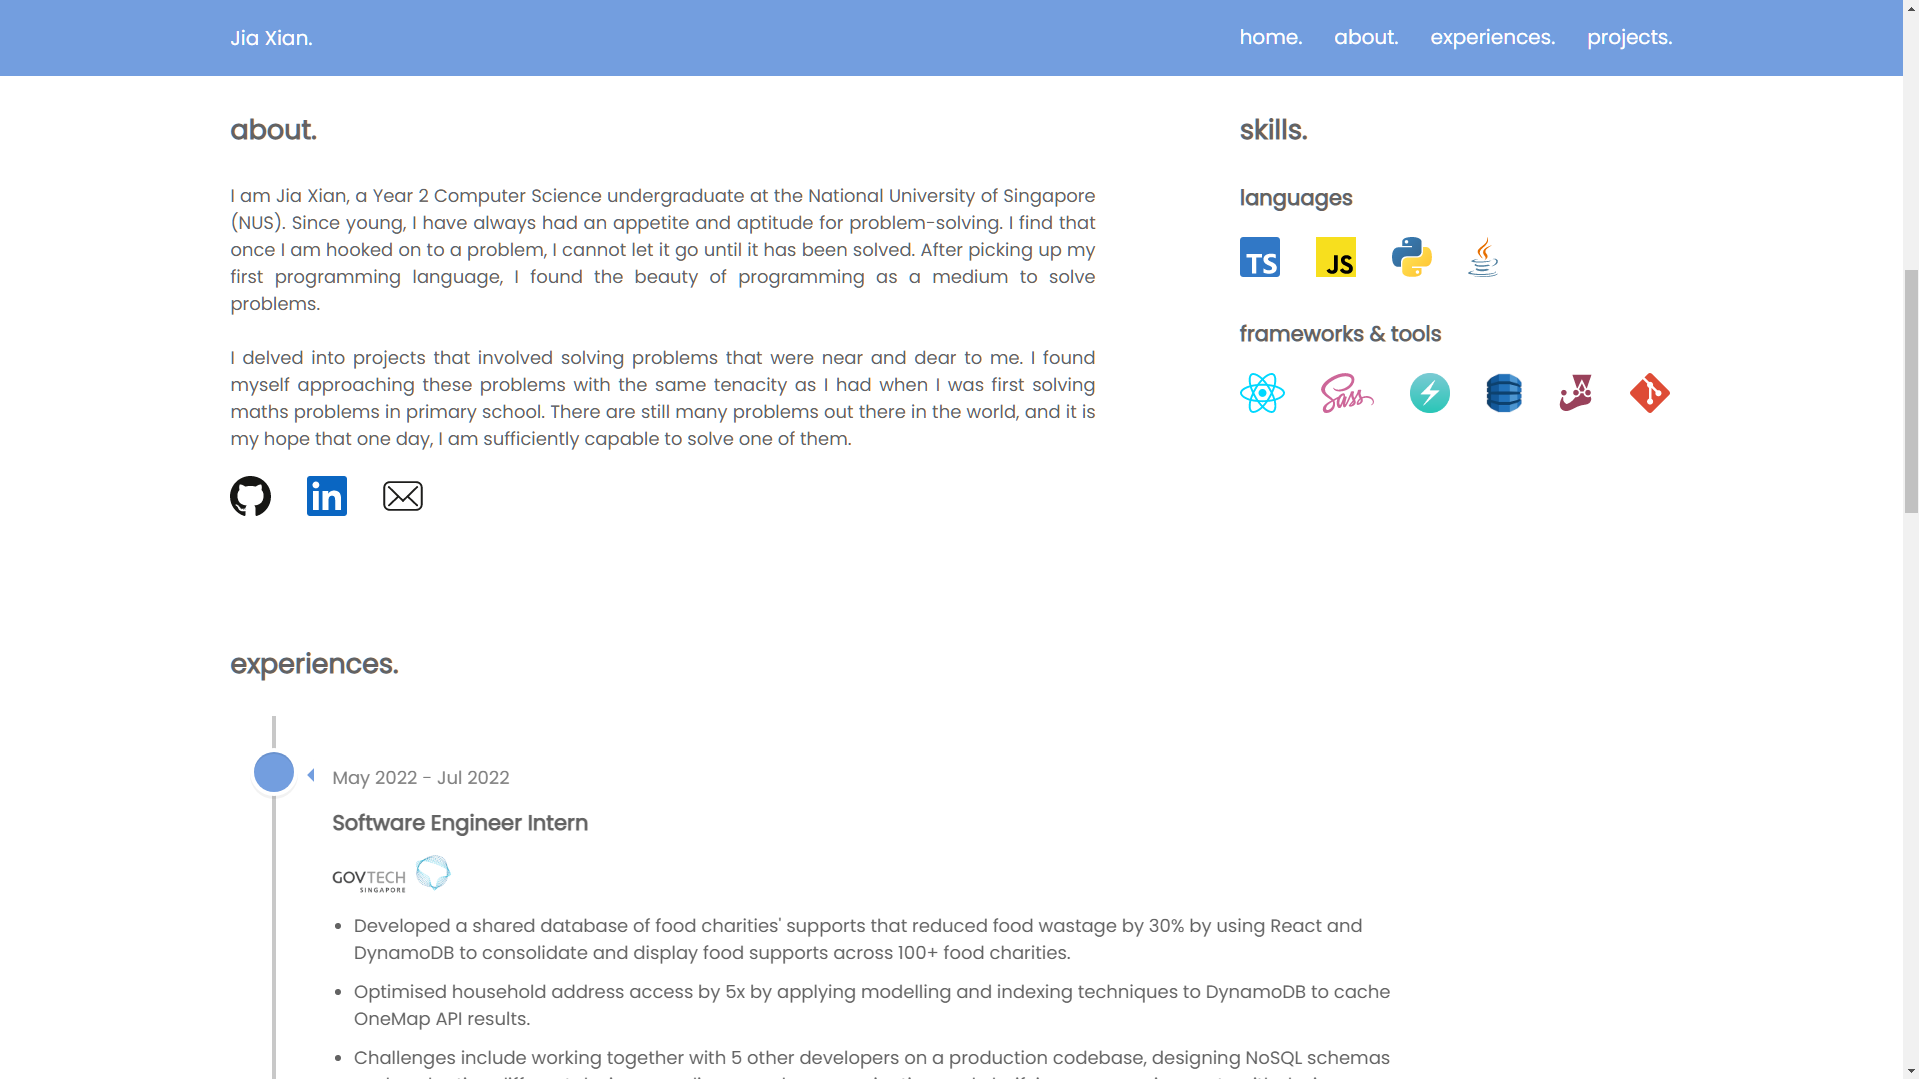 Jia Xian.
home. about. experiences. projects.
about.
I am Jia Xian, a Year 2 Computer Science undergraduate at the National University of Singapore
(NUS). Since young, I have always had an appetite and aptitude for problem-solving. I find that
once I am hooked on to a problem, I cannot let it go until it has been solved. After picking up my
first programming language, I found the beauty of programming as a medium to solve
problems.
I delved into projects that involved solving problems that were near and dear to me. I found
myself approaching these problems with the same tenacity as I had when I was first solving
maths problems in primary school. There are still many problems out there in the world, and it is
my hope that one day, I am sufficiently capable to solve one of them.
in
skills.
languages
TS
JS
frameworks & tools
Sass
experiences.
May 2022 - Jul 2022
Software Engineer Intern
GOVTECH
SINGAPORE
• Developed a shared database of food charities' supports that reduced food wastage by 30% by using React and
DynamoDB to consolidate and display food supports across 100+ food charities.
• Optimised household address access by 5x by applying modelling and indexing techniques to DynamoDB to cache
OneMap API results.
• Challenges include working together with 5 other developers on a production codebase, designing NoSQL schemas